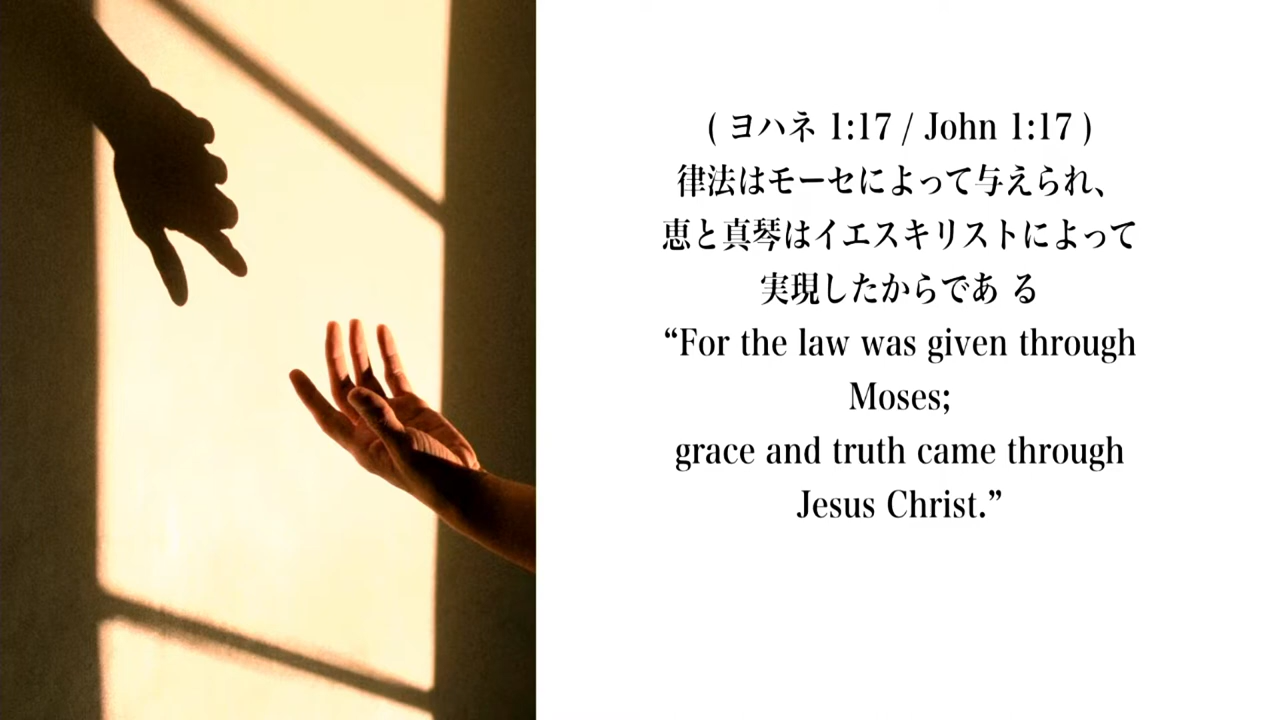 ( ヨハネ 1:17 / John 1:17 )
律法はモーセによって与えられ、
恵と真琴はイエスキリストによって
実現したからであ る
“For the law was given through
Moses;
grace and truth came through
Jesus Christ.”